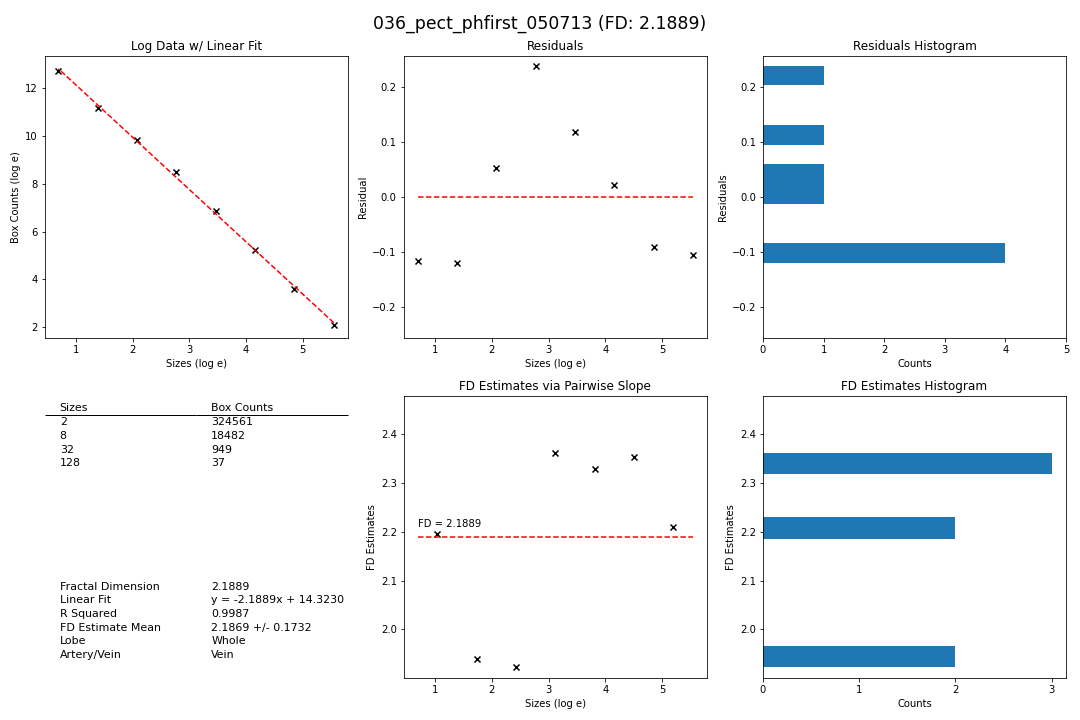 036_pect_phfirst_050713 (FD: 2.1889)
Log Data w/ Linear Fit
Box Counts (log e)
12
10
8
6
4
2
1 2 3 4 5
Sizes (log e)
Residuals
Residual
0.2
0.1
0.0
−0.1
−0.2
1 2 3 4 5
Sizes (log e)
Residuals Histogram
Residuals
0.2
0.1
0.0
−0.1
−0.2
0 1 2 3 4 5
Counts
Sizes Box Counts
2 324561
8 18482
32 949
128 37
Fractal Dimension 2.1889
Linear Fit y = -2.1889x + 14.3230
R Squared 0.9987
FD Estimate Mean 2.1869 +/- 0.1732
Lobe Whole
Artery/Vein Vein
FD Estimates via Pairwise Slope
FD Estimates
2.4
2.3
2.2
2.1
2.0
FD = 2.1889
1 2 3 4 5
Sizes (log e)
FD Estimates Histogram
FD Estimates
2.4
2.3
2.2
2.1
2.0
0 1 2 3
Counts